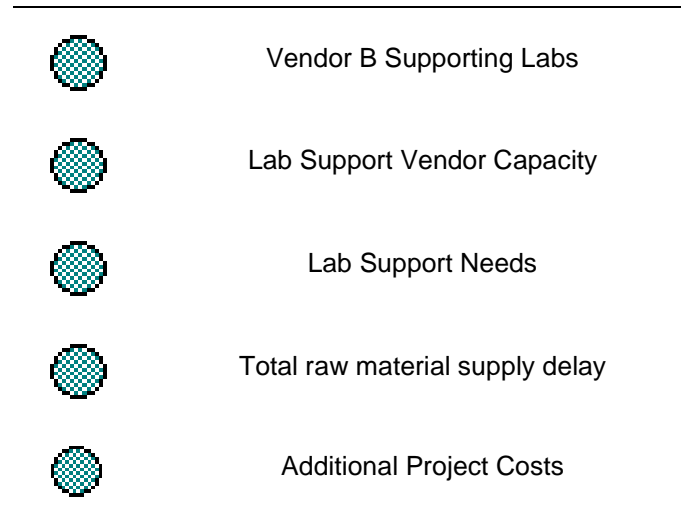 Vendor B Supporting Labs
Lab Support Vendor Capacity
Lab Support Needs
Total raw material supply delay
Additional Project Costs